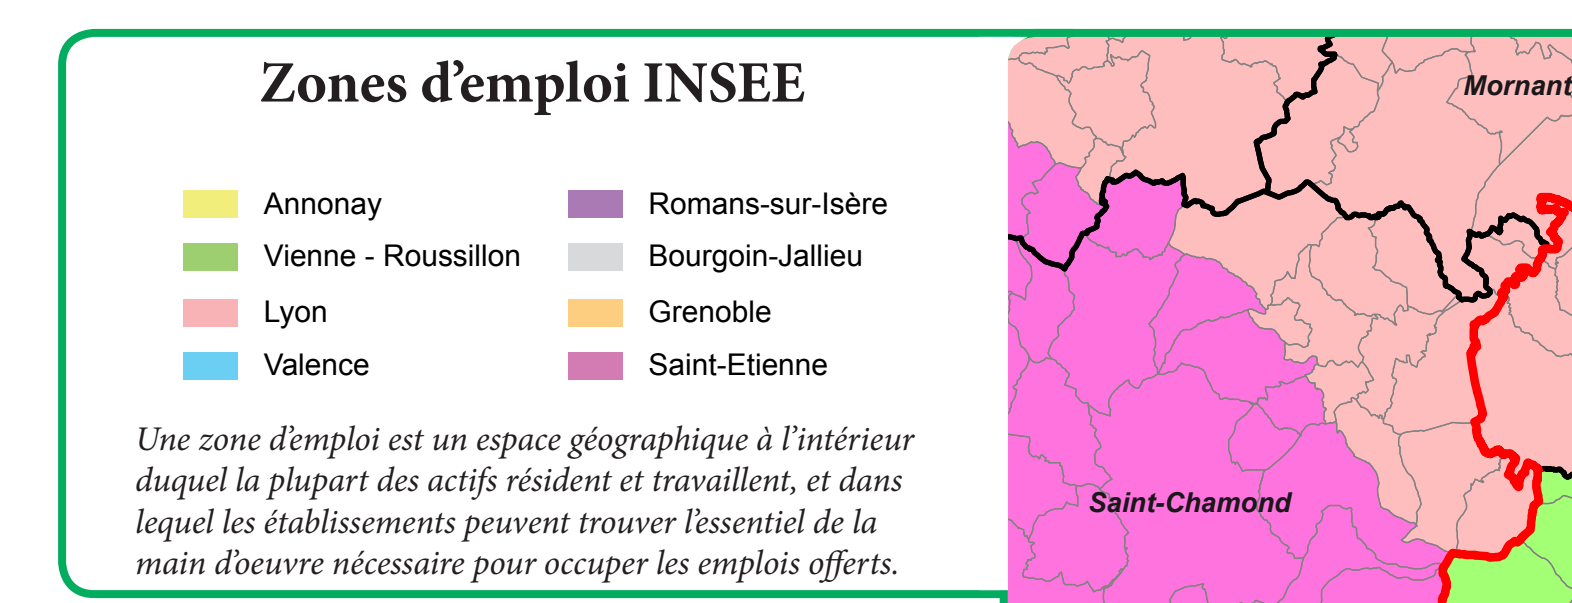 Zones d'emploi INSEE
Annonay
Vienne - Roussillon
Lyon
Valence
Romans-sur-Isère
Bourgoin-Jallieu
Grenoble
Saint-Etienne
Une zone d'emploi est un espace géographique à l'intérieur
duquel la plupart des actifs résident et travaillent, et dans
lequel les établissements peuvent trouver l'essentiel de la
main d'oeuvre nécessaire pour occuper les emplois offerts.
Mornant
Saint-Chamond